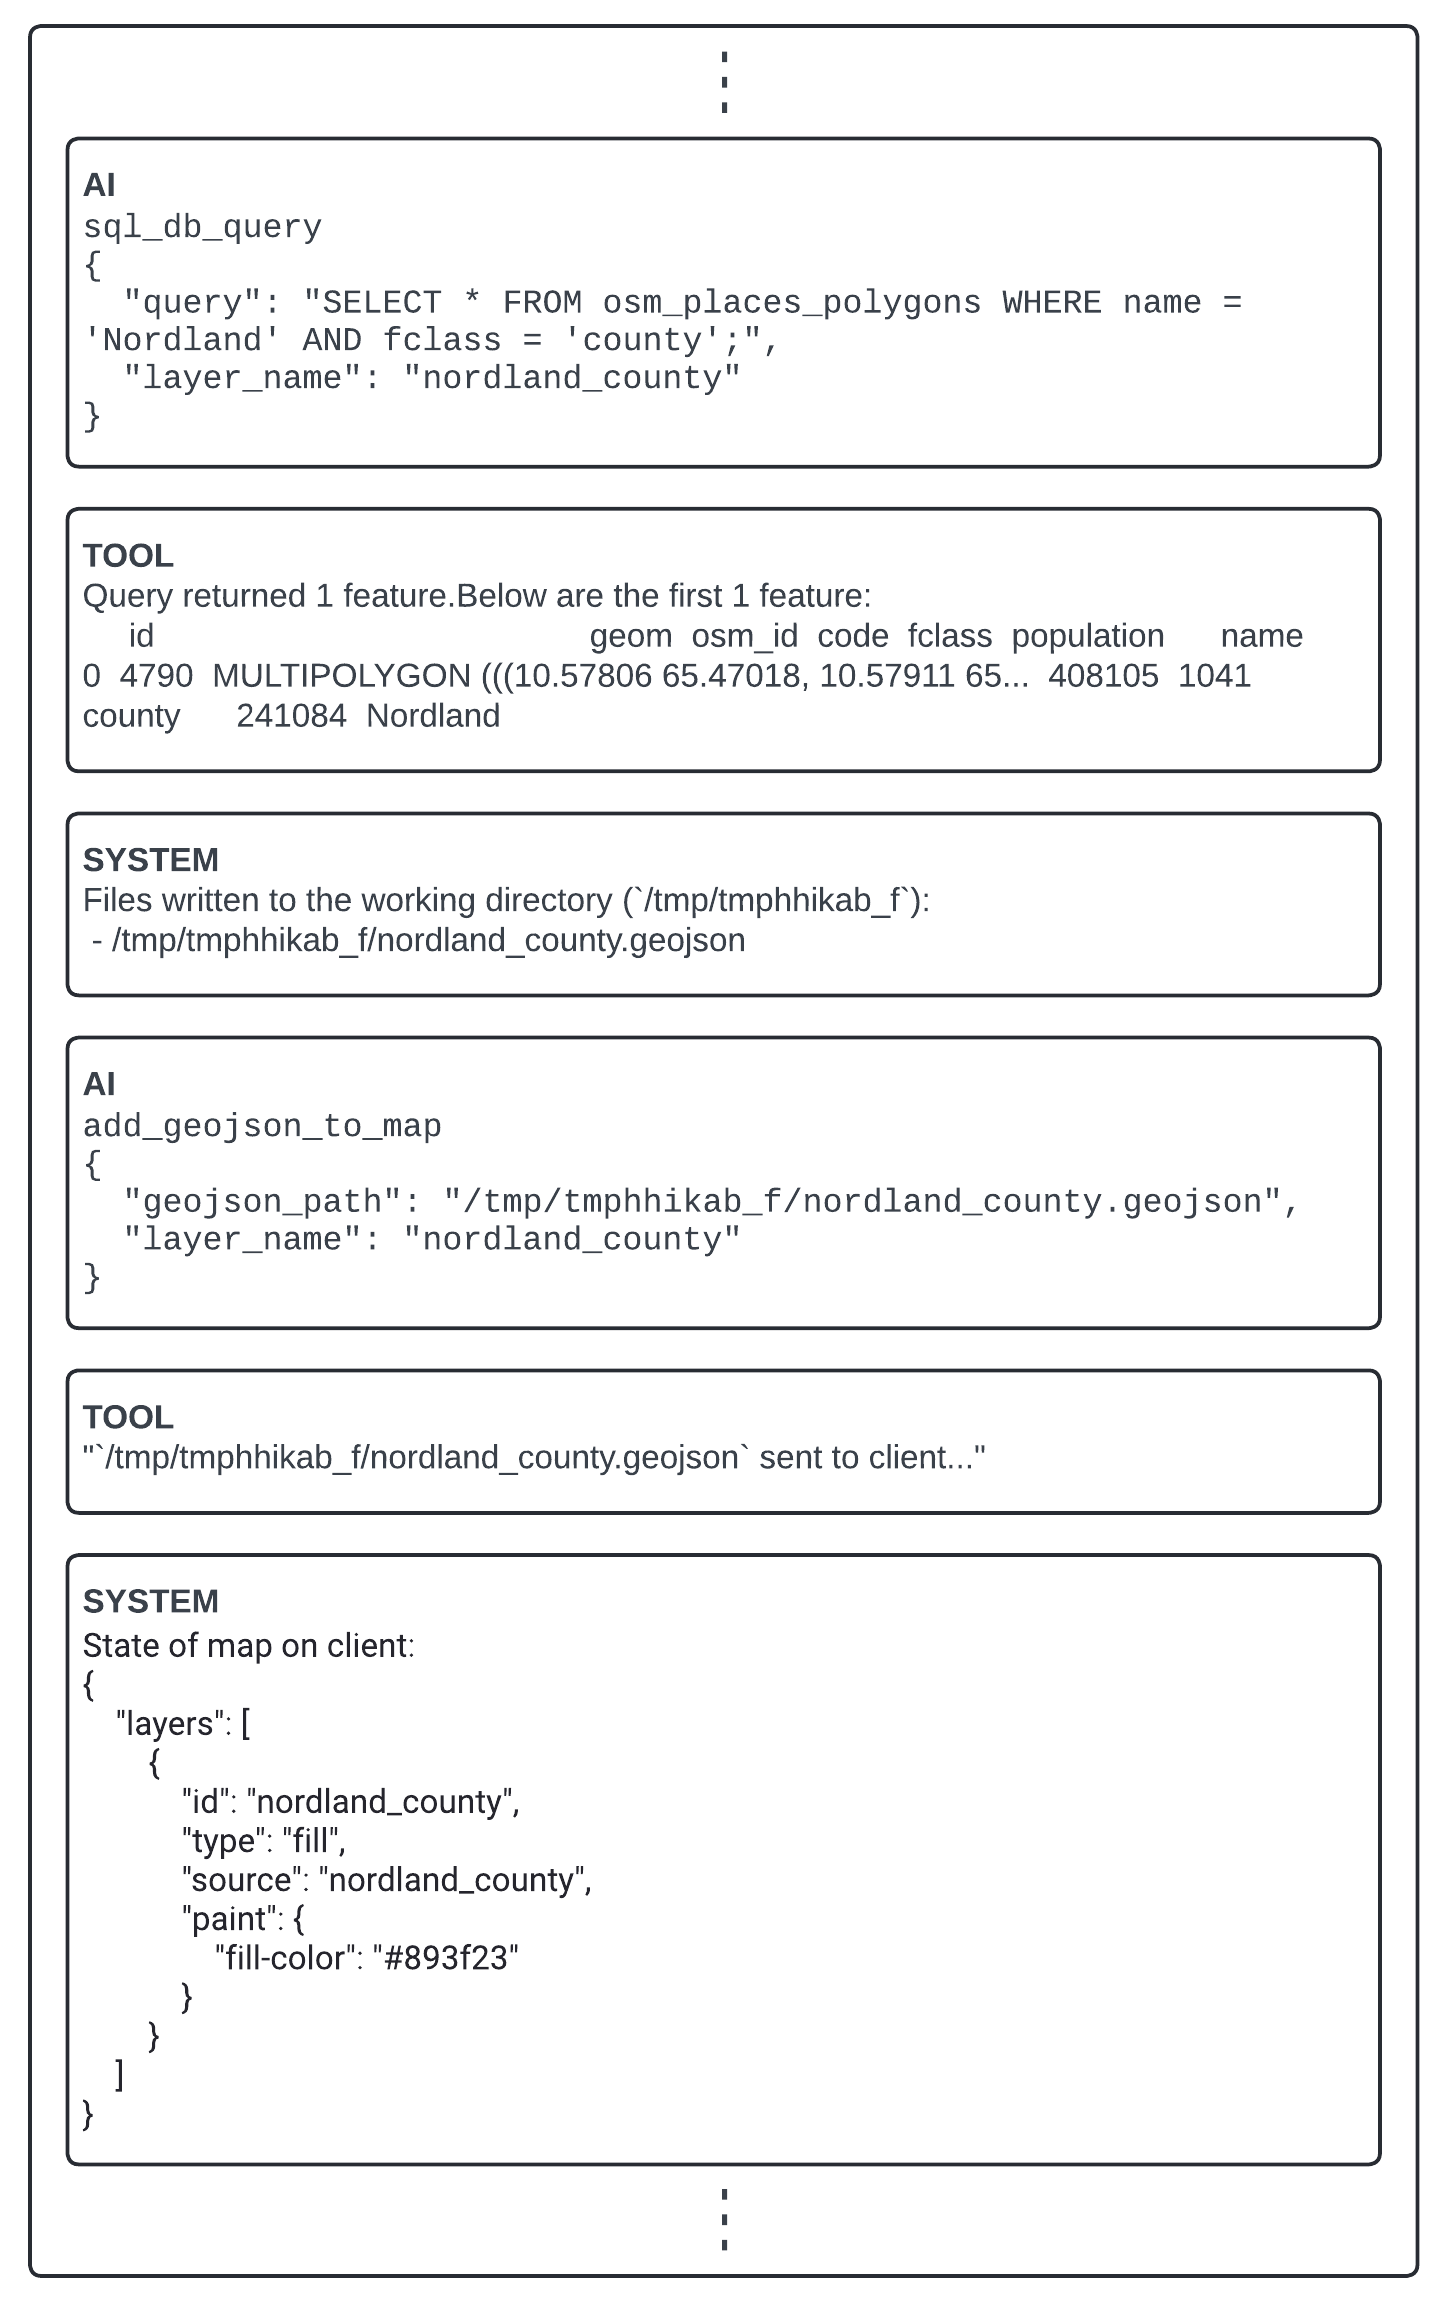 AI
sql_db_query
{
  "query": "SELECT * FROM osm_places_polygons WHERE name =
'Nordland' AND fclass = 'county';",
  "layer_name": "nordland_county"
}
TOOL
Query returned 1 feature.Below are the first 1 feature:
     id                                               geom  osm_id  code  fclass  population      name
0  4790  MULTIPOLYGON (((10.57806 65.47018, 10.57911 65...  408105  1041
county      241084  Nordland
SYSTEM
Files written to the working directory (`/tmp/tmphhikab_f`):
 - /tmp/tmphhikab_f/nordland_county.geojson
AI
add_geojson_to_map
{
  "geojson_path": "/tmp/tmphhikab_f/nordland_county.geojson",
  "layer_name": "nordland_county"
}
TOOL
"`/tmp/tmphhikab_f/nordland_county.geojson` sent to client..."
SYSTEM
State of map on client:
{
    "layers": [
        {
            "id": "nordland_county",
            "type": "fill",
            "source": "nordland_county",
            "paint": {
                "fill-color": "#893f23"
            }
        }
    ]
}